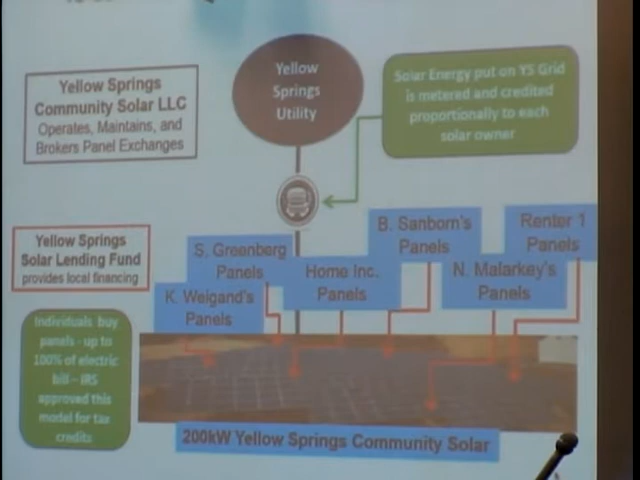 Yellow Springs
Community Solar LLC
Operates, Maintains, and
Brokers Panel Exchanges
Yellow
Springs
Utility
Solar Energy put on YS Grid
is metered and credited
proportionally to each
solar owner
Yellow Springs
Solar Lending Fund
provides local financing
S. Greenberg
Panels
B. Sanborn's
Panels
Renter 1
Panels
K. Weigand's
Panels
Home Inc.
Panels
N. Malarkey's
Panels
Individuals buy
panels - up to
100% of electric
bill - IRS
approved this
model for tax
credits
200kW Yellow Springs Community Solar